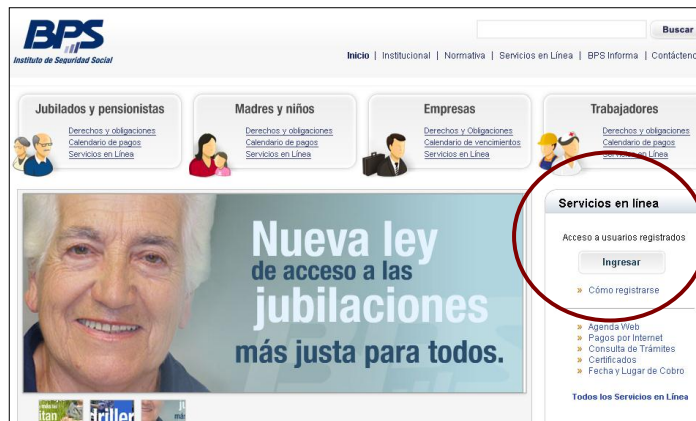 BPS
Instituto de Seguridad Social
Buscar
Inicio | Institucional | Normativa | Servicios en Línea | BPS Informa |
Jubilados y pensionistas
Derechos y obligaciones
Calendario de pagos
Servicios en Línea
Madres y niños
Derechos y obligaciones
Calendario de pagos
Servicios en Línea
Empresas
Derechos y Obligaciones
Calendario de vencimientos
Servicios en Línea
Trabajadores
Derechos y obligaciones
Calendario de pagos
Servicios en Línea
Nueva ley
de acceso a las
jubilaciones
más justa para todos.
BPS
Servicios en línea
Acceso a usuarios registrados
Ingresar
» Cómo registrarse
» Agenda Web
» Pagos por Internet
» Consulta de Trámites
» Certificados
» Fecha y Lugar de Cobro
Todos los Servicios en Línea